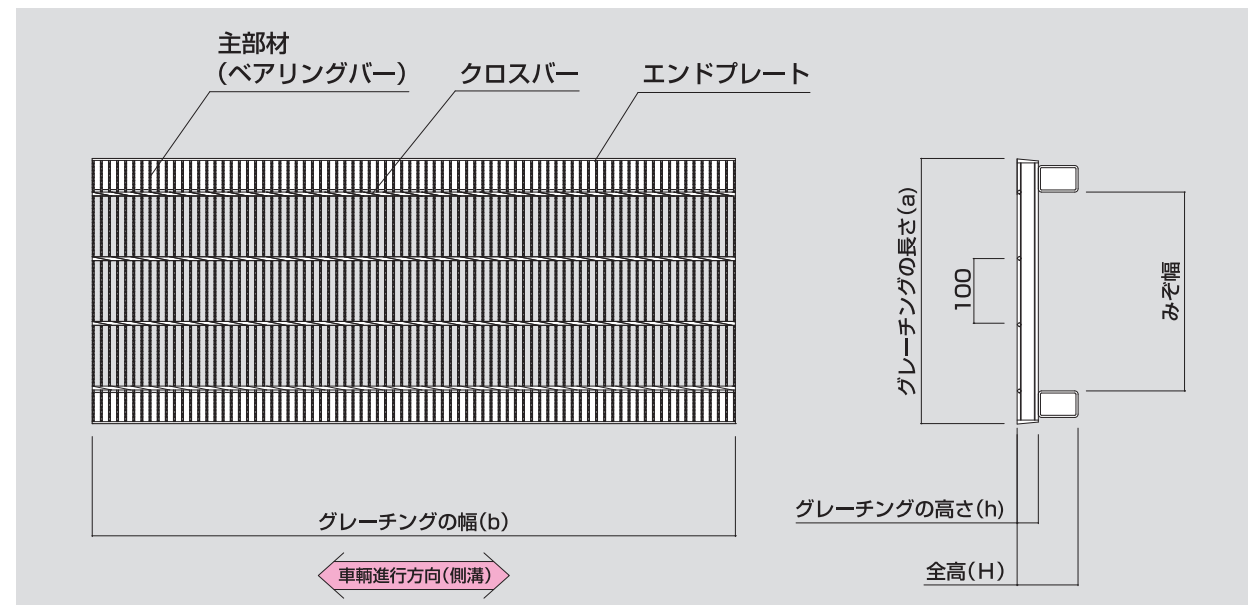 主部材
（ベアリングバー）
クロスバー
エンドプレート
グレーチングの長さ(a)
100
みぞ幅
グレーチングの高さ(h)
グレーチングの幅(b)
車輌進行方向(側溝)
全高(H)